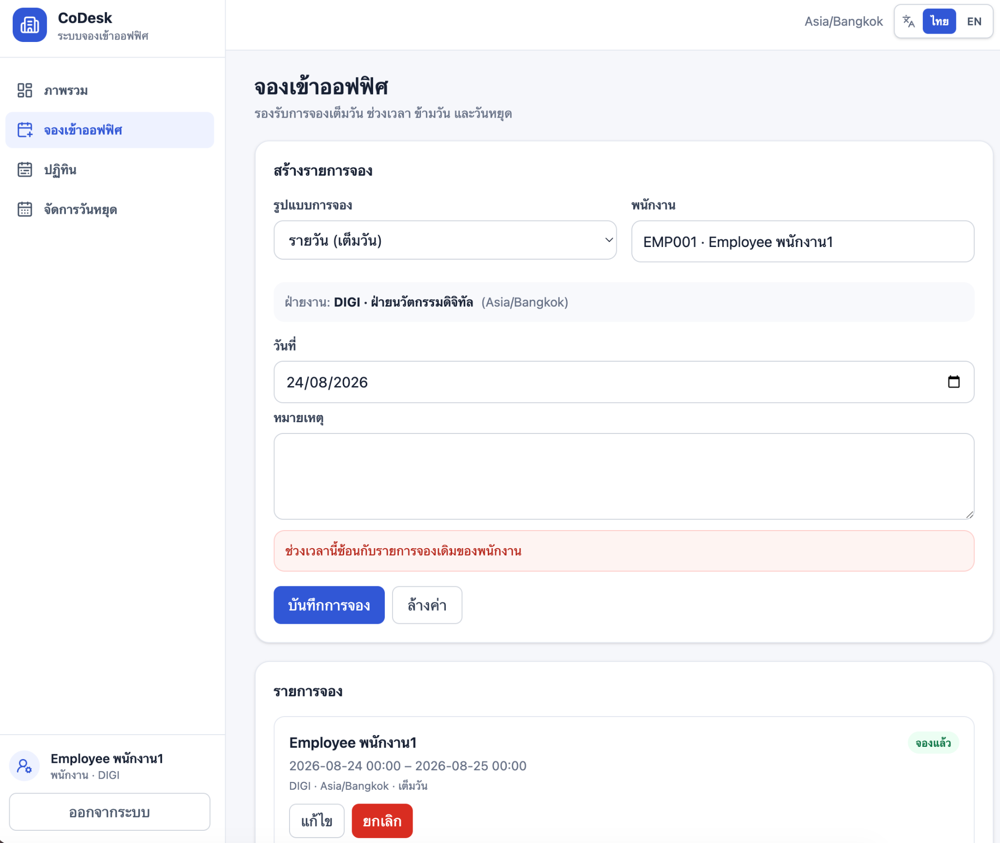 CoDesk
ระบบจองเข้าออฟฟิศ
Asia/Bangkok
ไทย
EN
ภาพรวม
จองเข้าออฟฟิศ
ปฏิทิน
จัดการวันหยุด
จองเข้าออฟฟิศ
รองรับการจองเต็มวัน ช่วงเวลา ข้ามวัน และวันหยุด
สร้างรายการจอง
รูปแบบการจอง
รายวัน (เต็มวัน)
พนักงาน
EMP001 · Employee พนักงาน1
ฝ่ายงาน: DIGI · ฝ่ายนวัตกรรมดิจิทัล (Asia/Bangkok)
วันที่
24/08/2026
หมายเหตุ
ช่วงเวลานี้ซ้อนกับรายการจองเดิมของพนักงาน
บันทึกการจอง
ล้างค่า
รายการจอง
Employee พนักงาน1
จองแล้ว
2026-08-24 00:00 – 2026-08-25 00:00
DIGI · Asia/Bangkok · เต็มวัน
แก้ไข
ยกเลิก
Employee พนักงาน1
พนักงาน · DIGI
ออกจากระบบ